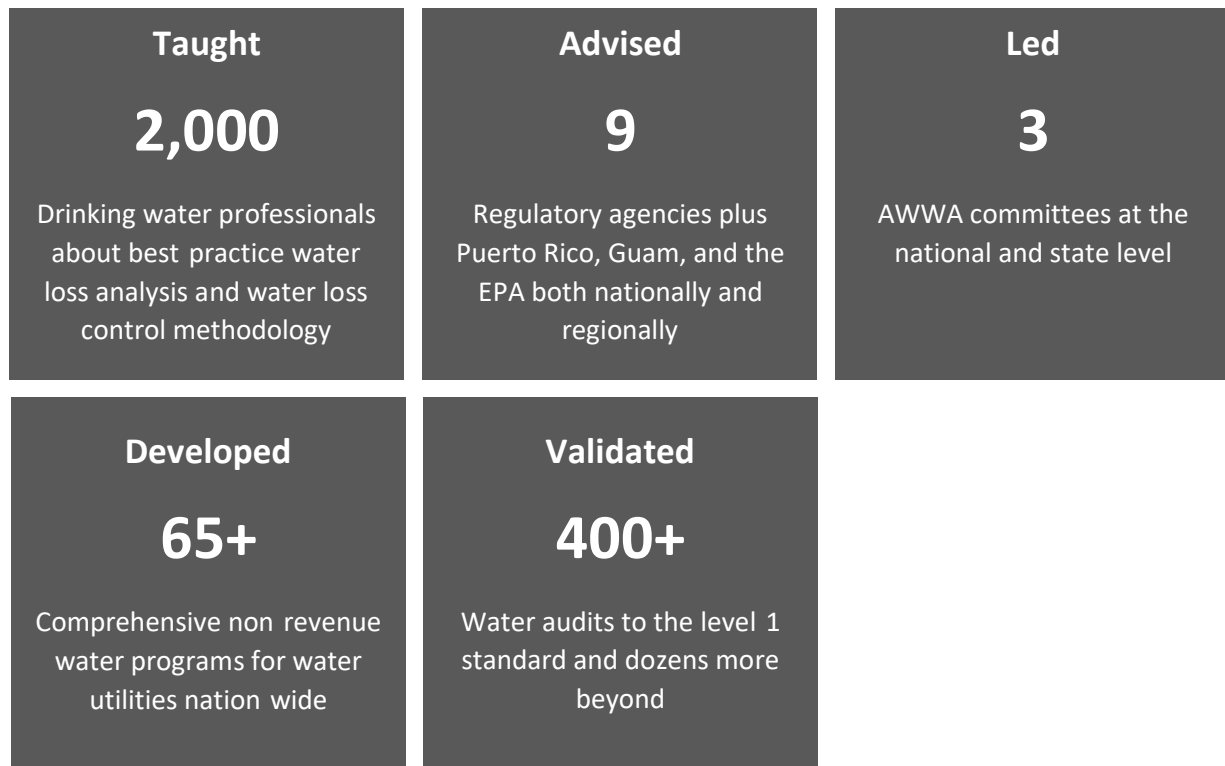 Taught
2,000
Drinking water professionals
about best practice water
loss analysis and water loss
control methodology
Advised
9
Regulatory agencies plus
Puerto Rico, Guam, and the
EPA both nationally and
regionally
Led
3
AWWA committees at the
national and state level
Developed
65+
Comprehensive non revenue
water programs for water
utilities nation wide
Validated
400+
Water audits to the level 1
standard and dozens more
beyond